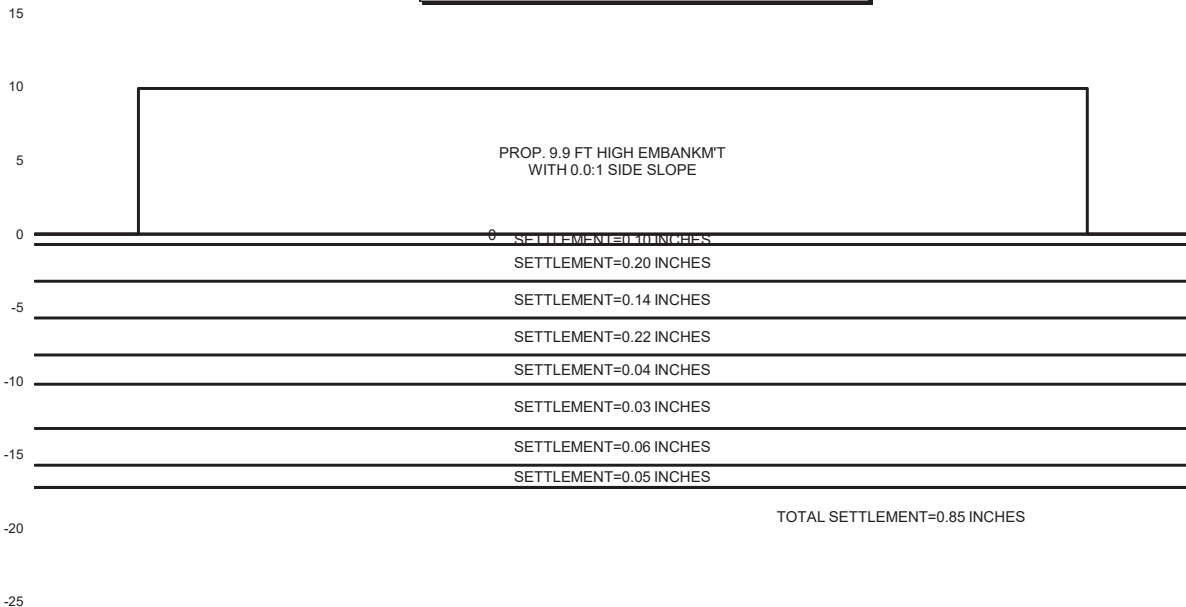 15
10
PROP. 9.9 FT HIGH EMBANKM'T
5
WITH 0.0:1 SIDE SLOPE
0
0 SETTLEMENT=0.10 INCHES
SETTLEMENT=0.20 INCHES
SETTLEMENT=0.14 INCHES
-5
SETTLEMENT=0.22 INCHES
SETTLEMENT=0.04 INCHES
-10
SETTLEMENT=0.03 INCHES
SETTLEMENT=0.06 INCHES
-15
SETTLEMENT=0.05 INCHES
TOTAL SETTLEMENT=0.85 INCHES
-20
-25